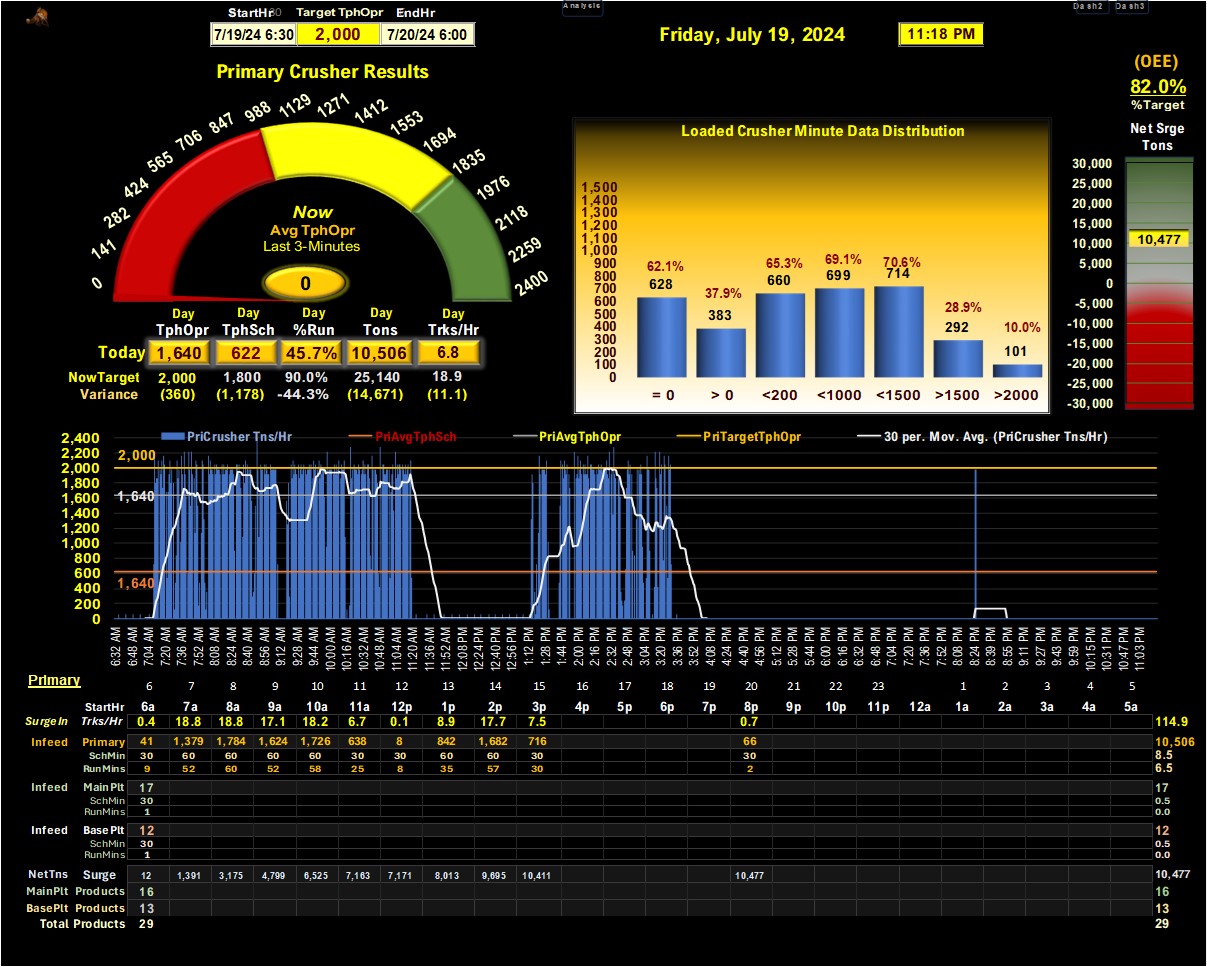 StartHr30 Target TphOpr EndHr
7/19/24 6:30 2,000 7/20/24 6:00
Analysis
Friday, July 19, 2024
11:18 PM
Dash2 Dash3
(OEE)
82.0%
%Target
Net Srge
Tons
30,000
25,000
20,000
15,000
10,000
5,000
0
-5,000
-10,000
-15,000
-20,000
-25,000
-30,000
10,477
Primary Crusher Results
0
141
282
424
565
706
847
988
1129
1271
1412
1553
1694
1835
1976
2118
2259
2400
Now
Avg TphOpr
Last 3-Minutes
0
Day Day Day Day Day
TphOpr TphSch %Run Tons Trks/Hr
Today 1,640 622 45.7% 10,506 6.8
NowTarget 2,000 1,800 90.0% 25,140 18.9
Variance (360) (1,178) -44.3% (14,671) (11.1)
Loaded Crusher Minute Data Distribution
1,500
1,400
1,300
1,200
1,100
1,000
900
800
700
600
500
400
300
200
100
0
62.1% 37.9% 65.3% 69.1% 70.6% 28.9% 10.0%
628 383 660 699 714 292 101
= 0 > 0 <200 <1000 <1500 >1500 >2000
PriCrusher Tns/Hr PriAvgTphSch PriAvgTphOpr PriTargetTphOpr 30 per. Mov. Avg. (PriCrusher Tns/Hr)
2,400
2,200
2,000
1,800
1,600
1,400
1,200
1,000
800
600
400
200
0
2,000
1,640
1,640
6:32 AM 6:48 AM 7:04 AM 7:20 AM 7:36 AM 7:52 AM 8:08 AM 8:24 AM 8:40 AM 8:56 AM 9:12 AM 9:28 AM 9:44 AM 10:00 AM 10:16 AM 10:32 AM 10:48 AM 11:04 AM 11:20 AM 11:36 AM 11:52 AM 12:08 PM 12:24 PM 12:40 PM 12:56 PM 1:12 PM 1:28 PM 1:44 PM 2:00 PM 2:16 PM 2:32 PM 2:48 PM 3:04 PM 3:20 PM 3:36 PM 3:52 PM 4:08 PM 4:24 PM 4:40 PM 4:56 PM 5:12 PM 5:28 PM 5:44 PM 6:00 PM 6:16 PM 6:32 PM 6:48 PM 7:04 PM 7:20 PM 7:36 PM 7:52 PM 8:08 PM 8:24 PM 8:39 PM 8:55 PM 9:11 PM 9:27 PM 9:43 PM 9:59 PM 10:15 PM 10:31 PM 10:47 PM 11:03 PM
Primary
6 7 8 9 10 11 12 13 14 15 16 17 18 19 20 21 22 23 1 2 3 4 5
StartHr 6a 7a 8a 9a 10a 11a 12p 1p 2p 3p 4p 5p 6p 7p 8p 9p 10p 11p 12a 1a 2a 3a 4a 5a
SurgeIn Trks/Hr 0.4 18.8 18.8 17.1 18.2 6.7 0.1 8.9 17.7 7.5 0.7 114.9
Infeed Primary 41 1,379 1,784 1,624 1,726 638 8 842 1,682 716 66 10,506
SchMin 30 60 60 60 60 30 30 60 60 30 30 8.5
RunMins 9 52 60 52 58 25 8 35 57 30 2 6.5
Infeed MainPlt 17 17
SchMin 30 0.5
RunMins 1 0.0
Infeed BasePlt 12 12
SchMin 30 0.5
RunMins 1 0.0
NetTns Surge 12 1,391 3,175 4,799 6,525 7,163 7,171 8,013 9,695 10,411 10,477 10,477
MainPlt Products 16 16
BasePlt Products 13 13
Total Products 29 29